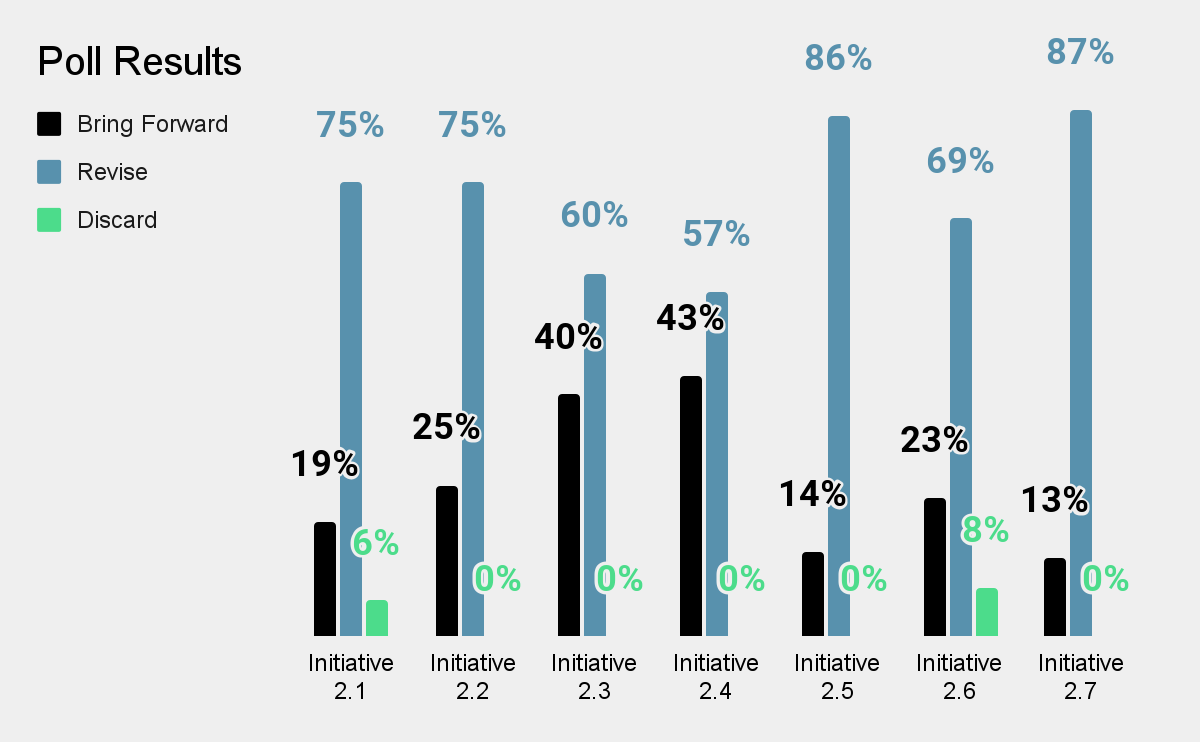 Poll Results
Bring Forward
Revise
Discard
75%
75%
60%
57%
86%
69%
87%
19%
25%
40%
43%
14%
23%
13%
6%
0%
0%
0%
0%
8%
0%
Initiative
2.1
Initiative
2.2
Initiative
2.3
Initiative
2.4
Initiative
2.5
Initiative
2.6
Initiative
2.7